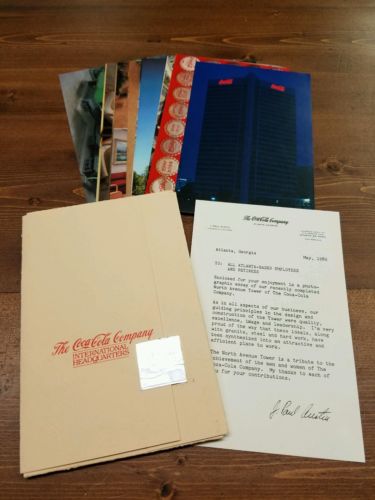 Coca-Cola
Coca-Cola
The Coca-Cola Company
Atlanta, Georgia
May, 1980
TO: ALL ATLANTA-BASED EMPLOYEES
AND RETIREES
Enclosed for your enjoyment is a photo-
graphic essay of our recently completed
North Avenue Tower of The Coca-Cola
Company.
As in all aspects of our business, our
guiding principles in the design and
construction of the Tower were quality,
excellence, image and leadership. I'm very
proud of the way that these ideals, along
with granite, steel and hard work, have
been synthesized into an attractive and
efficient place to work.
The North Avenue Tower is a tribute to the
achievement of the men and women of The
Coca-Cola Company. My thanks to each of
you for your contributions.
J. Paul Austin
The Coca-Cola Company
INTERNATIONAL
HEADQUARTERS